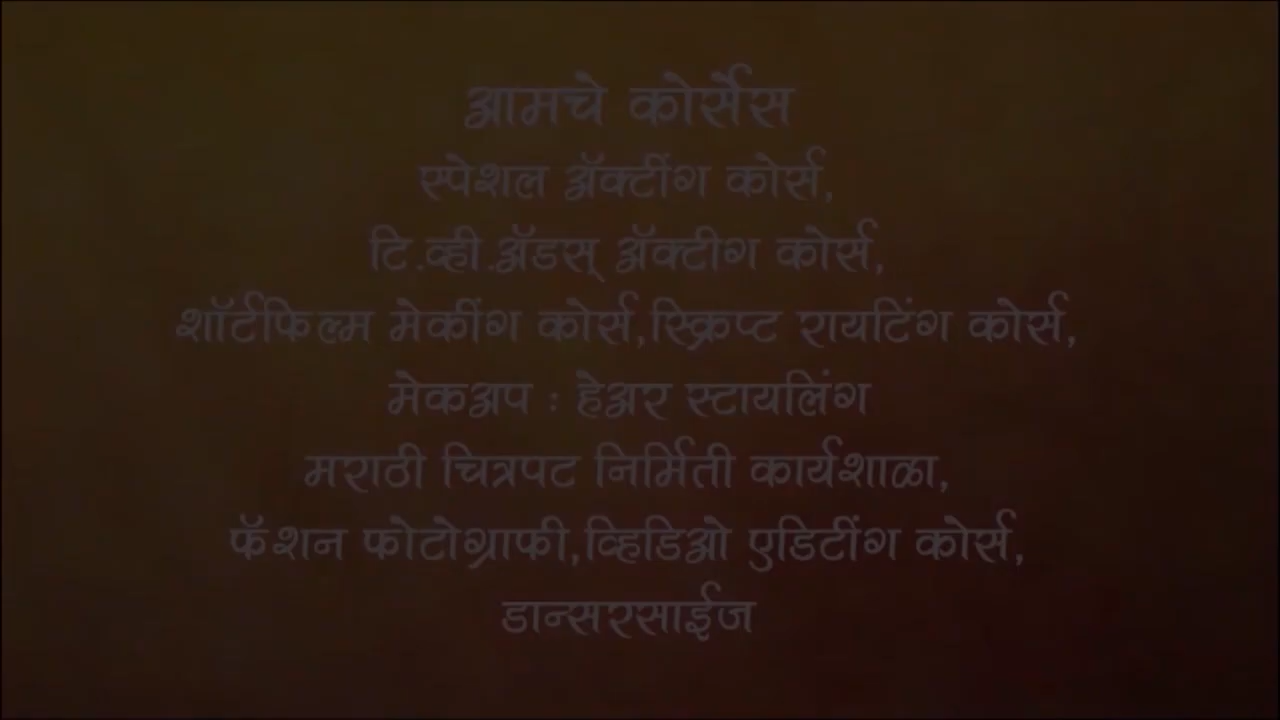 आमचे कोर्सेस
स्पेशल ॲक्टींग कोर्स,
टि.व्ही.ॲडस् ॲक्टीग कोर्स,
शॉर्टफिल्म मेकींग कोर्स,स्क्रिप्ट रायटिंग कोर्स,
मेकअप : हेअर स्टायलिंग
मराठी चित्रपट निर्मिती कार्यशाळा,
फॅशन फोटोग्राफी,व्हिडिओ एडिटींग कोर्स,
डान्सरसाईज